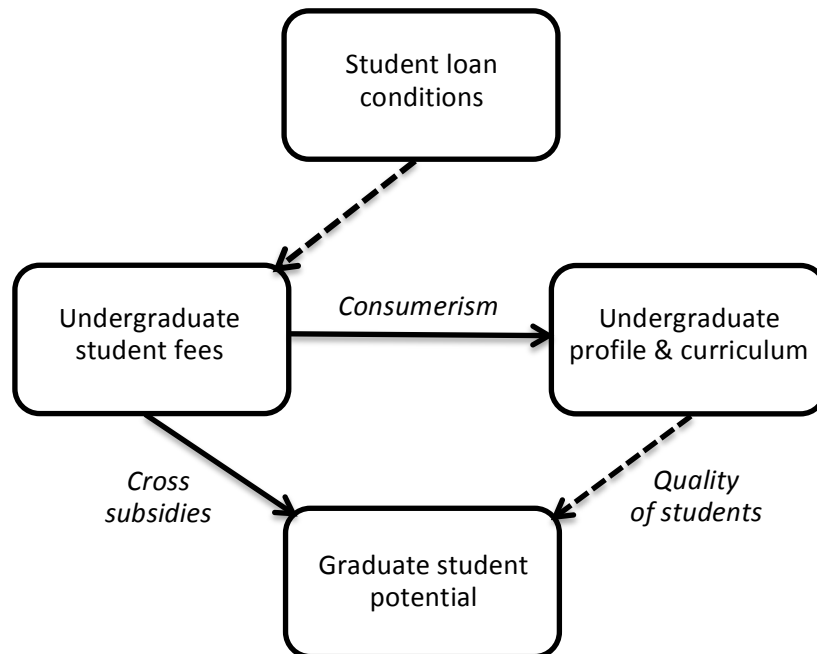 Student loan
conditions
Consumerism
Undergraduate
student fees
Undergraduate
profile & curriculum
Cross
subsidies
Quality
of students
Graduate student
potential